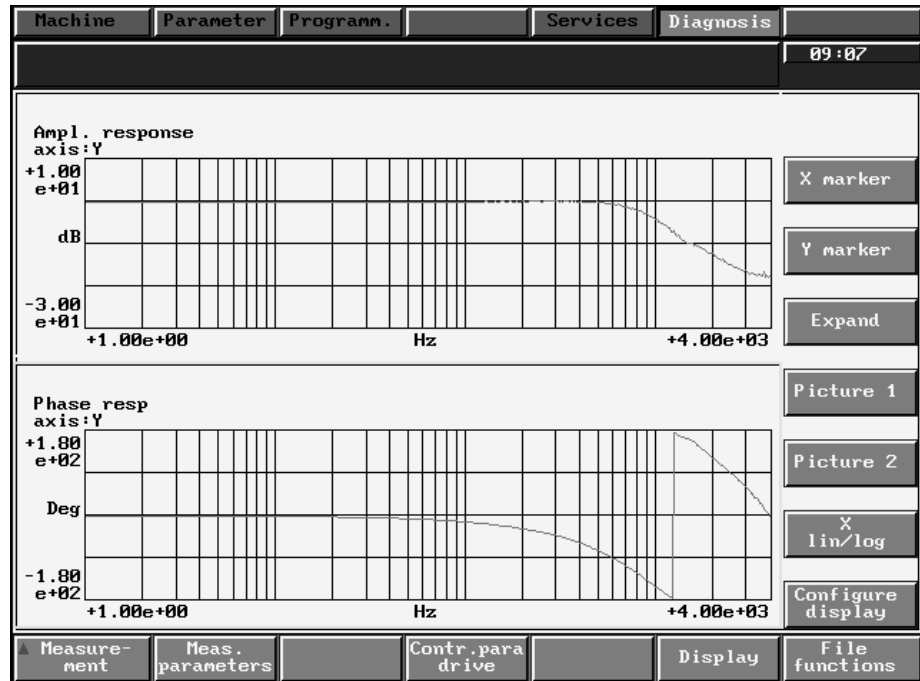 Machine
Parameter
Programm.
Services
Diagnosis
09:07
Ampl. response
axis:Y
+1.00
e+01
dB
-3.00
e+01
+1.00e+00
Hz
+4.00e+03
Phase resp
axis:Y
+1.80
e+02
Deg
-1.80
e+02
+1.00e+00
Hz
+4.00e+03
X marker
Y marker
Expand
Picture 1
Picture 2
X
lin/log
Configure
display
Measure-
ment
Meas.
parameters
Contr.para
drive
Display
File
functions